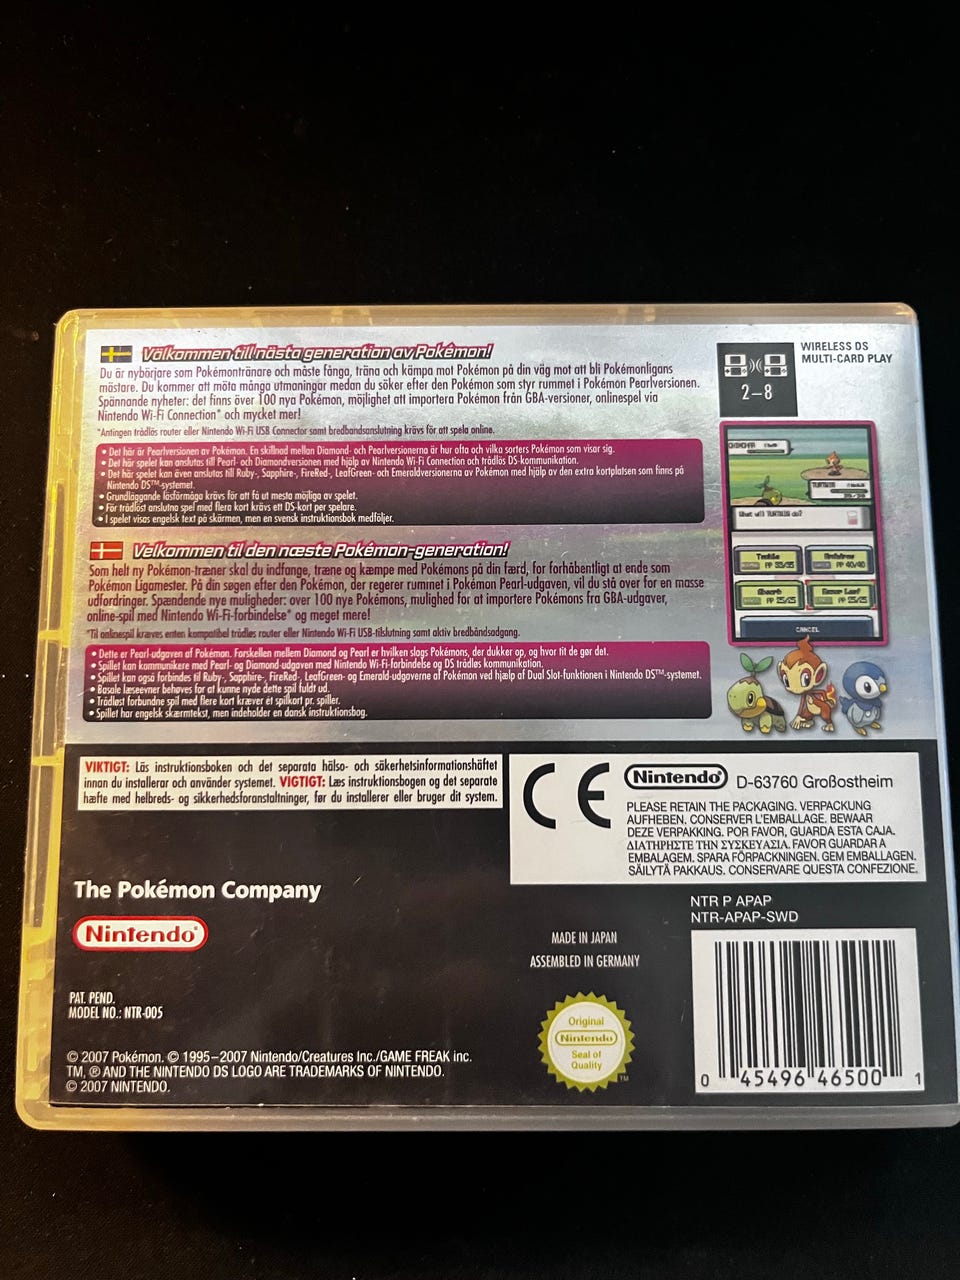 Välkommen till nästa generation av Pokémon!
Du är nybörjare som Pokémontränare och måste fånga, träna och kämpa mot Pokémon på din väg mot att bli Pokémonligans
mästare. Du kommer att möta många utmaningar medan du söker efter den Pokémon som styr rummet i Pokémon Pearlversionen.
Spännande nyheter: det finns över 100 nya Pokémon, möjlighet att importera Pokémon från GBA-versioner, onlinespel via
Nintendo Wi-Fi Connection* och mycket mer!
*Antingen trådlös router eller Nintendo Wi-Fi USB Connector samt bredbandsanslutning krävs för att spela online.
• Det här är Pearlversionen av Pokémon. En skillnad mellan Diamond- och Pearlversionerna är hur ofta och vilka sorters Pokémon som visar sig.
• Det här spelet kan anslutas till Pearl- och Diamondversionen med hjälp av Nintendo Wi-Fi Connection och trådlös DS-kommunikation.
• Det här spelet kan även anslutas till Ruby-, Sapphire-, FireRed-, LeafGreen- och Emeraldversionerna av Pokémon med hjälp av den extra kortplatsen som finns på
Nintendo DS™-systemet.
• Grundläggande läsförmåga krävs för att få ut mesta möjliga av spelet.
• För trådlöst anslutna spel med flera kort krävs ett DS-kort per spelare.
• I spelet visas engelsk text på skärmen, men en svensk instruktionsbok medföljer.
Velkommen til den næste Pokémon-generation!
Som helt ny Pokémon-træner skal du indfange, træne og kæmpe med Pokémons på din færd, for forhåbentligt at ende som
Pokémon Ligamester. På din søgen efter den Pokémon, der regerer rummet i Pokémon Pearl-udgaven, vil du stå over for en masse
udfordringer. Spændende nye muligheder: over 100 nye Pokémons, mulighed for at importere Pokémons fra GBA-udgaver,
online-spil med Nintendo Wi-Fi-forbindelse* og meget mere!
*Til onlinespil kræves enten kompatibel trådløs router eller Nintendo Wi-Fi USB-tilslutning samt aktiv bredbåndsadgang.
• Dette er Pearl-udgaven af Pokémon. Forskellen mellem Diamond og Pearl er hvilken slags Pokémons, der dukker op, og hvor tit de gør det.
• Spillet kan kommunikere med Pearl- og Diamond-udgaven med Nintendo Wi-Fi-forbindelse og DS trådløs kommunikation.
• Spillet kan også forbindes til Ruby-, Sapphire-, FireRed-, LeafGreen- og Emerald-udgaverne af Pokémon ved hjælp af Dual Slot-funktionen i Nintendo DS™-systemet.
• Basale læseevner behøves for at kunne nyde dette spil fuldt ud.
• Trådløst forbundne spil med flere kort kræver ét spilkort pr. spiller.
• Spillet har engelsk skærmtekst, men indeholder en dansk instruktionsbog.
WIRELESS DS
MULTI-CARD PLAY
2–8
CHIMCHAR
TURTWIG
What will TURTWIG do?
Tackle
PP 35/35
Withdraw
PP 40/40
Absorb
PP 25/25
Razor Leaf
PP 25/25
CANCEL
VIKTIGT: Läs instruktionsboken och det separata hälso- och säkerhetsinformationshäftet
innan du installerar och använder systemet. VIGTIGT: Læs instruktionsbogen og det separate
hæfte med helbreds- og sikkerhedsforanstaltninger, før du installerer eller bruger dit system.
CE
Nintendo® D-63760 Großostheim
PLEASE RETAIN THE PACKAGING. VERPACKUNG
AUFHEBEN. CONSERVER L'EMBALLAGE. BEWAAR
DEZE VERPAKKING. POR FAVOR, GUARDA ESTA CAJA.
ΔΙΑΤΗΡΗΣΤΕ ΤΗΝ ΣΥΣΚΕΥΑΣΙΑ. FAVOR GUARDAR A
EMBALAGEM. SPARA FÖRPACKNINGEN. GEM EMBALLAGEN.
SÄILYTÄ PAKKAUS. CONSERVARE QUESTA CONFEZIONE.
The Pokémon Company
Nintendo®
NTR P APAP
NTR-APAP-SWD
MADE IN JAPAN
ASSEMBLED IN GERMANY
PAT. PEND.
MODEL NO.: NTR-005
Original
Nintendo
Seal of
Quality
TM
© 2007 Pokémon. © 1995–2007 Nintendo/Creatures Inc./GAME FREAK inc.
TM, ® AND THE NINTENDO DS LOGO ARE TRADEMARKS OF NINTENDO.
© 2007 NINTENDO.
0 45496 46500 1